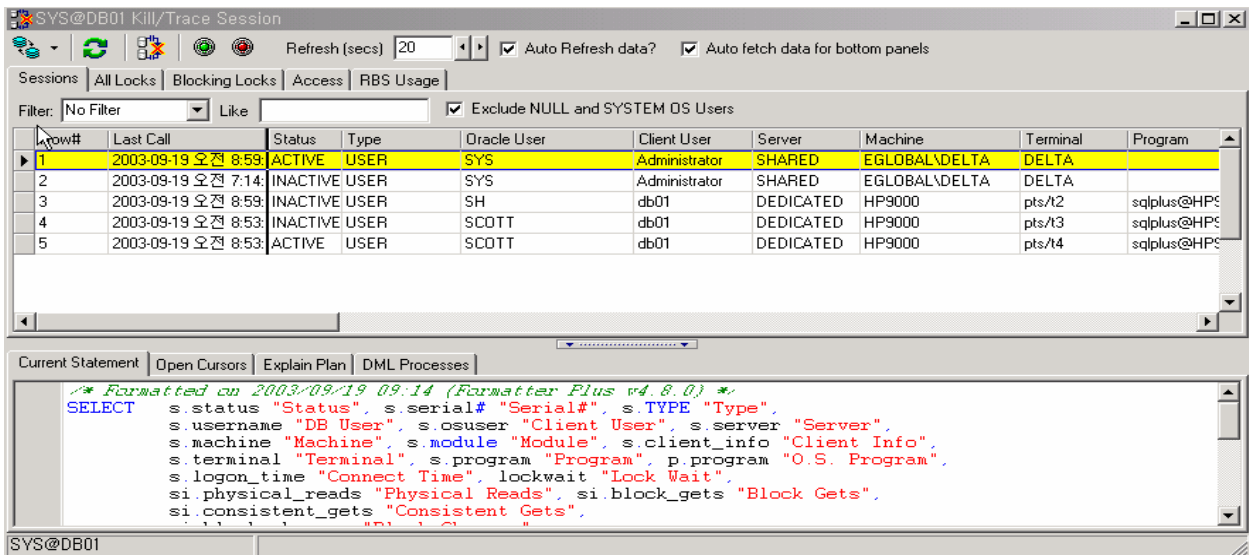 SYS@DB01 Kill/Trace Session
Refresh (secs) 20 Auto Refresh data? Auto fetch data for bottom panels
Sessions All Locks Blocking Locks Access RBS Usage
Filter: No Filter Like Exclude NULL and SYSTEM OS Users
ow# Last Call Status Type Oracle User Client User Server Machine Terminal Program
1 2003-09-19 오전 8:59: ACTIVE USER SYS Administrator SHARED EGLOBAL\DELTA DELTA
2 2003-09-19 오전 7:14: INACTIVE USER SYS Administrator SHARED EGLOBAL\DELTA DELTA
3 2003-09-19 오전 8:59: INACTIVE USER SH db01 DEDICATED HP9000 pts/t2 sqlplus@HP9
4 2003-09-19 오전 8:53: INACTIVE USER SCOTT db01 DEDICATED HP9000 pts/t3 sqlplus@HP9
5 2003-09-19 오전 8:53: ACTIVE USER SCOTT db01 DEDICATED HP9000 pts/t4 sqlplus@HP9
Current Statement Open Cursors Explain Plan DML Processes
/* Formatted on 2003/09/19 09:14 (Formatter Plus v4.8.0) */
SELECT s.status "Status", s.serial# "Serial#", s.TYPE "Type",
s.username "DB User", s.osuser "Client User", s.server "Server",
s.machine "Machine", s.module "Module", s.client_info "Client Info",
s.terminal "Terminal", s.program "Program", p.program "O.S. Program",
s.logon_time "Connect Time", lockwait "Lock Wait",
si.physical_reads "Physical Reads", si.block_gets "Block Gets",
si.consistent_gets "Consistent Gets",
SYS@DB01